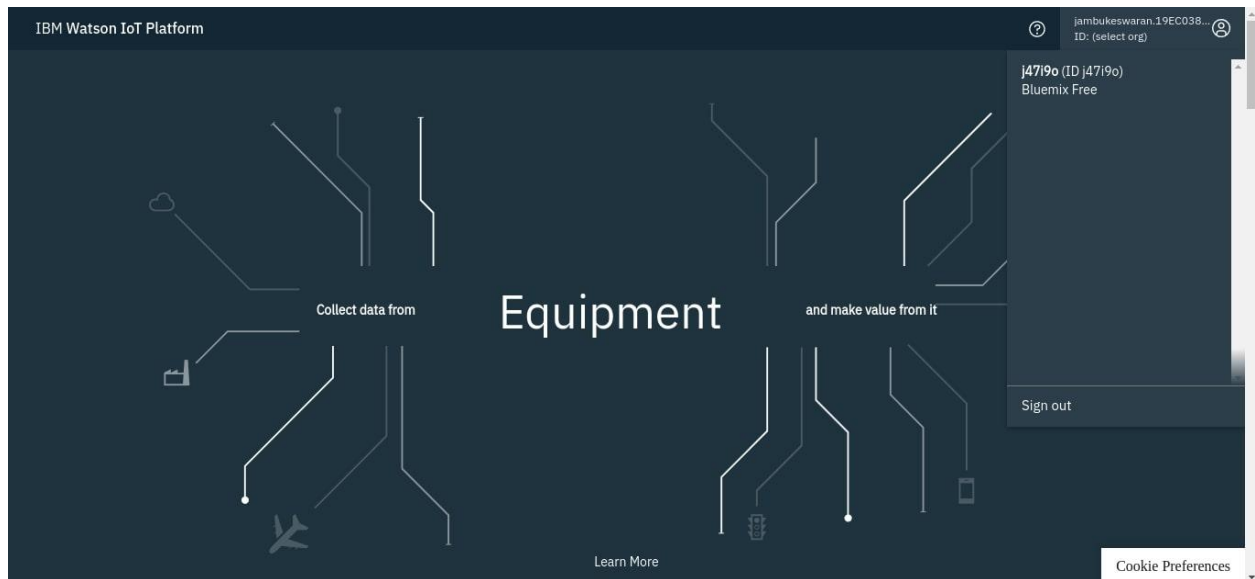 IBM Watson IoT Platform
jambukeswaran.19EC038...
ID: (select org)
j47i9o (ID j47i9o)
Bluemix Free
Collect data from
Equipment
and make value from it
Sign out
Learn More
Cookie Preferences